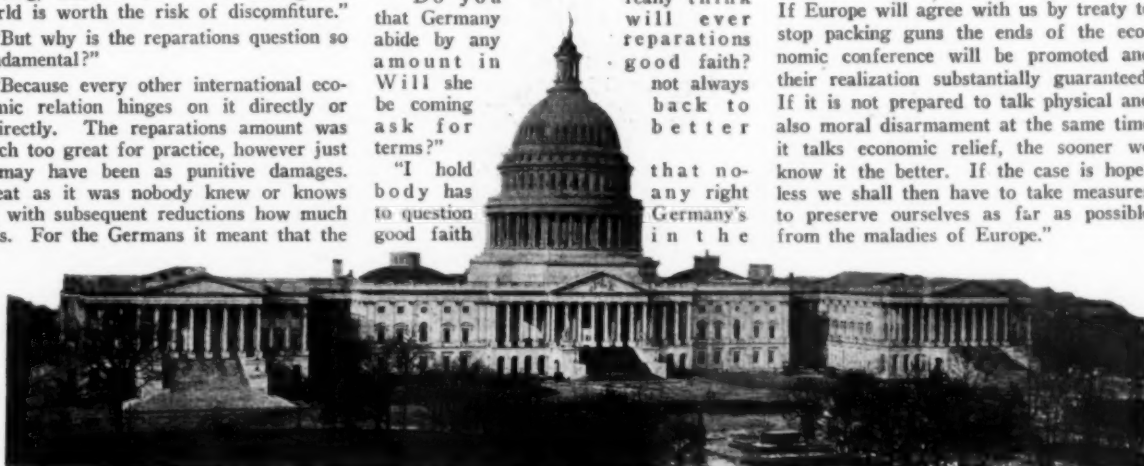 rld is worth the risk of discomfiture."
But why is the reparations question so
damental?"
Because every other international eco-
nic relation hinges on it directly or
irectly. The reparations amount was
ch too great for practice, however just
may have been as punitive damages.
eat as it was nobody knew or knows
with subsequent reductions how much
s. For the Germans it meant that the
Do you really think
that Germany will ever
abide by any reparations
amount in good faith?
Will she not always
be coming back to
ask for better
terms?"
"I hold that no-
body has any right
to question Germany's
good faith in the
If Europe will agree with us by treaty t
stop packing guns the ends of the eco
nomic conference will be promoted an
their realization substantially guaranteed
If it is not prepared to talk physical an
also moral disarmament at the same tim
it talks economic relief, the sooner w
know it the better. If the case is hope
less we shall then have to take measure
to preserve ourselves as far as possibl
from the maladies of Europe."